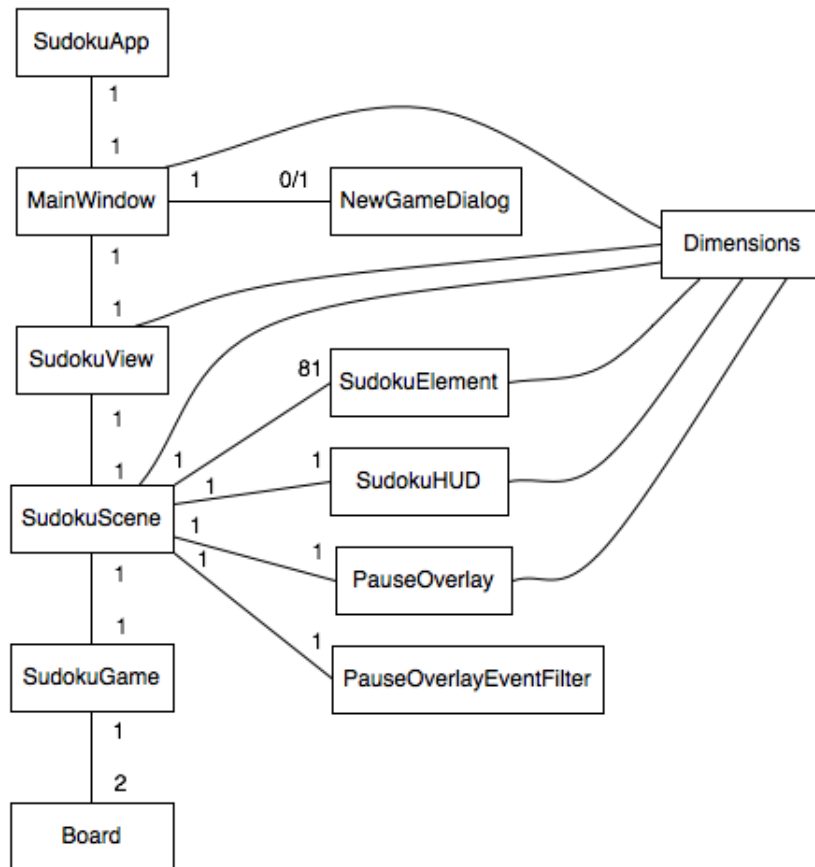 SudokuApp
1
1
MainWindow
1
0/1
NewGameDialog
Dimensions
1
1
SudokuView
81
SudokuElement
1
1
1
1
SudokuHUD
1
SudokuScene
1
1
1
PauseOverlay
1
1
1
PauseOverlayEventFilter
SudokuGame
1
2
Board